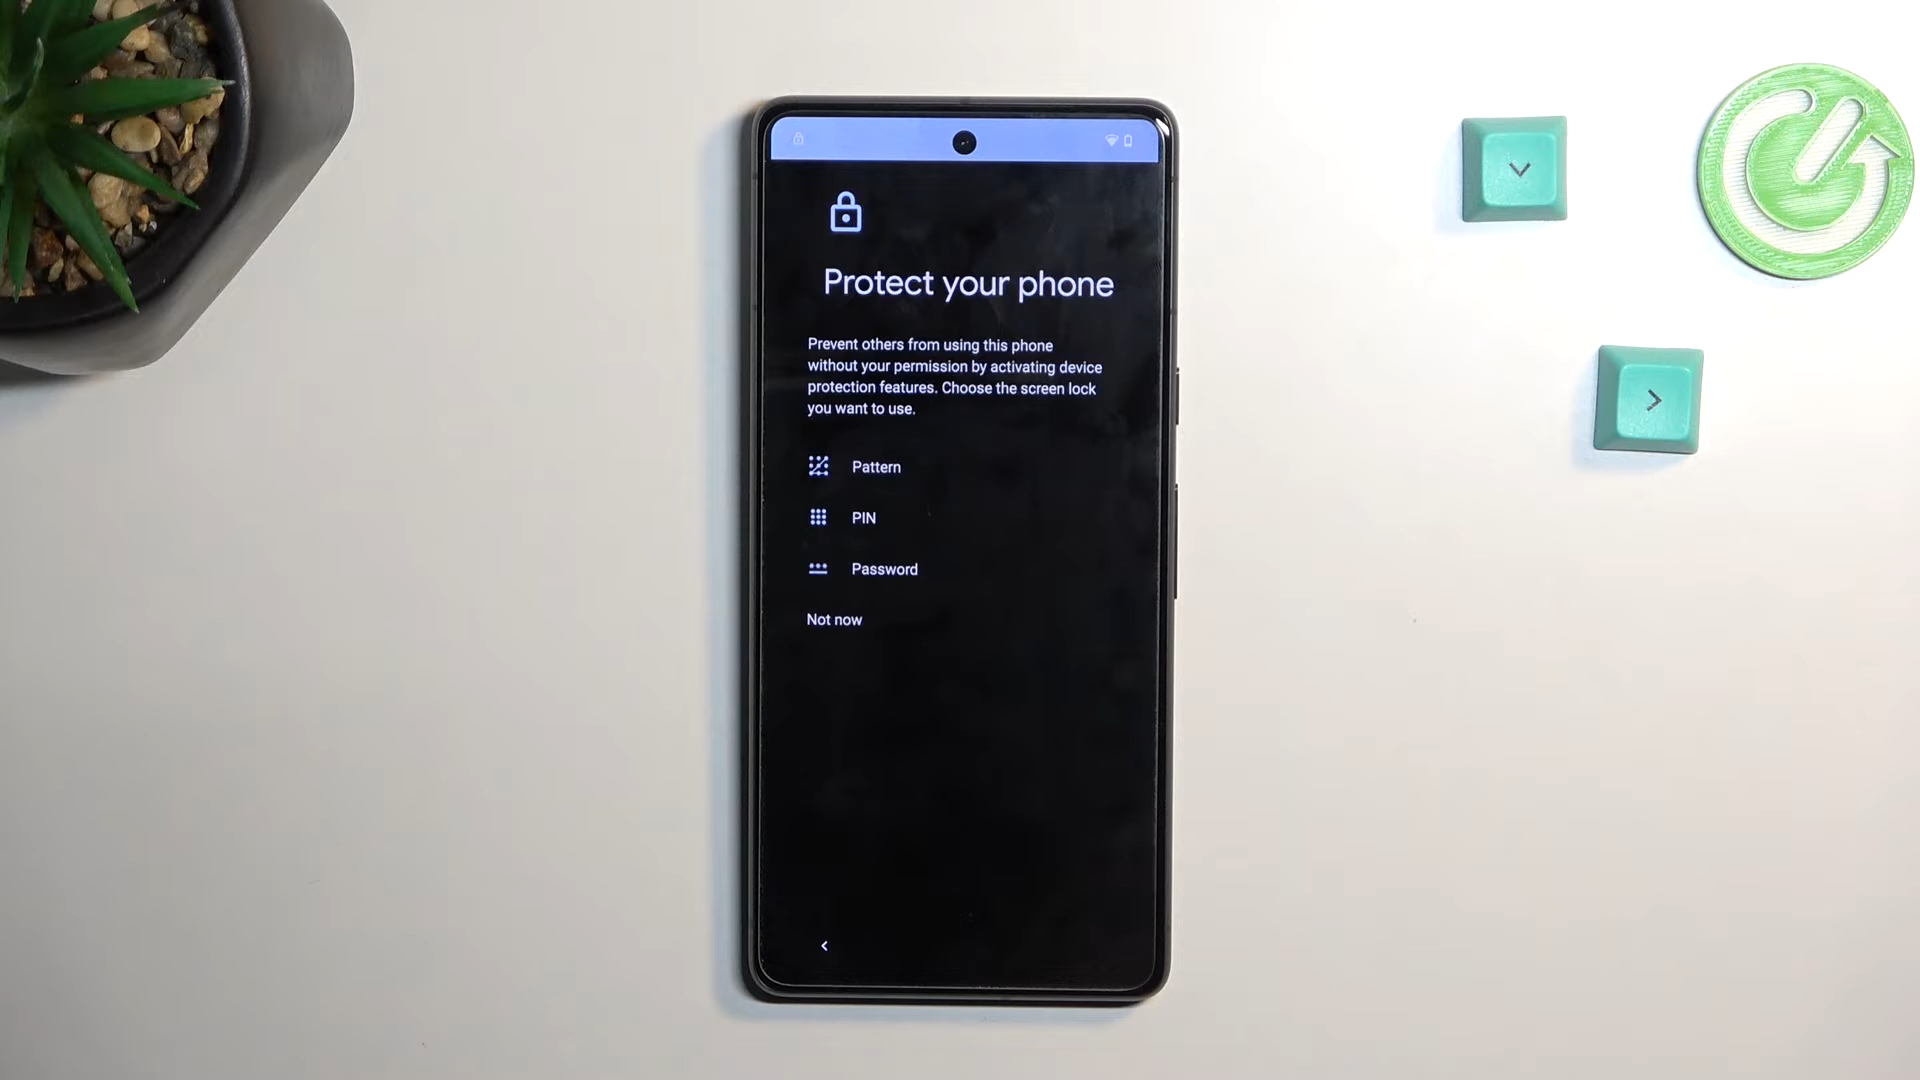 Protect your phone
Prevent others from using this phone
without your permission by activating device
protection features. Choose the screen lock
you want to use.
Pattern
PIN
Password
Not now